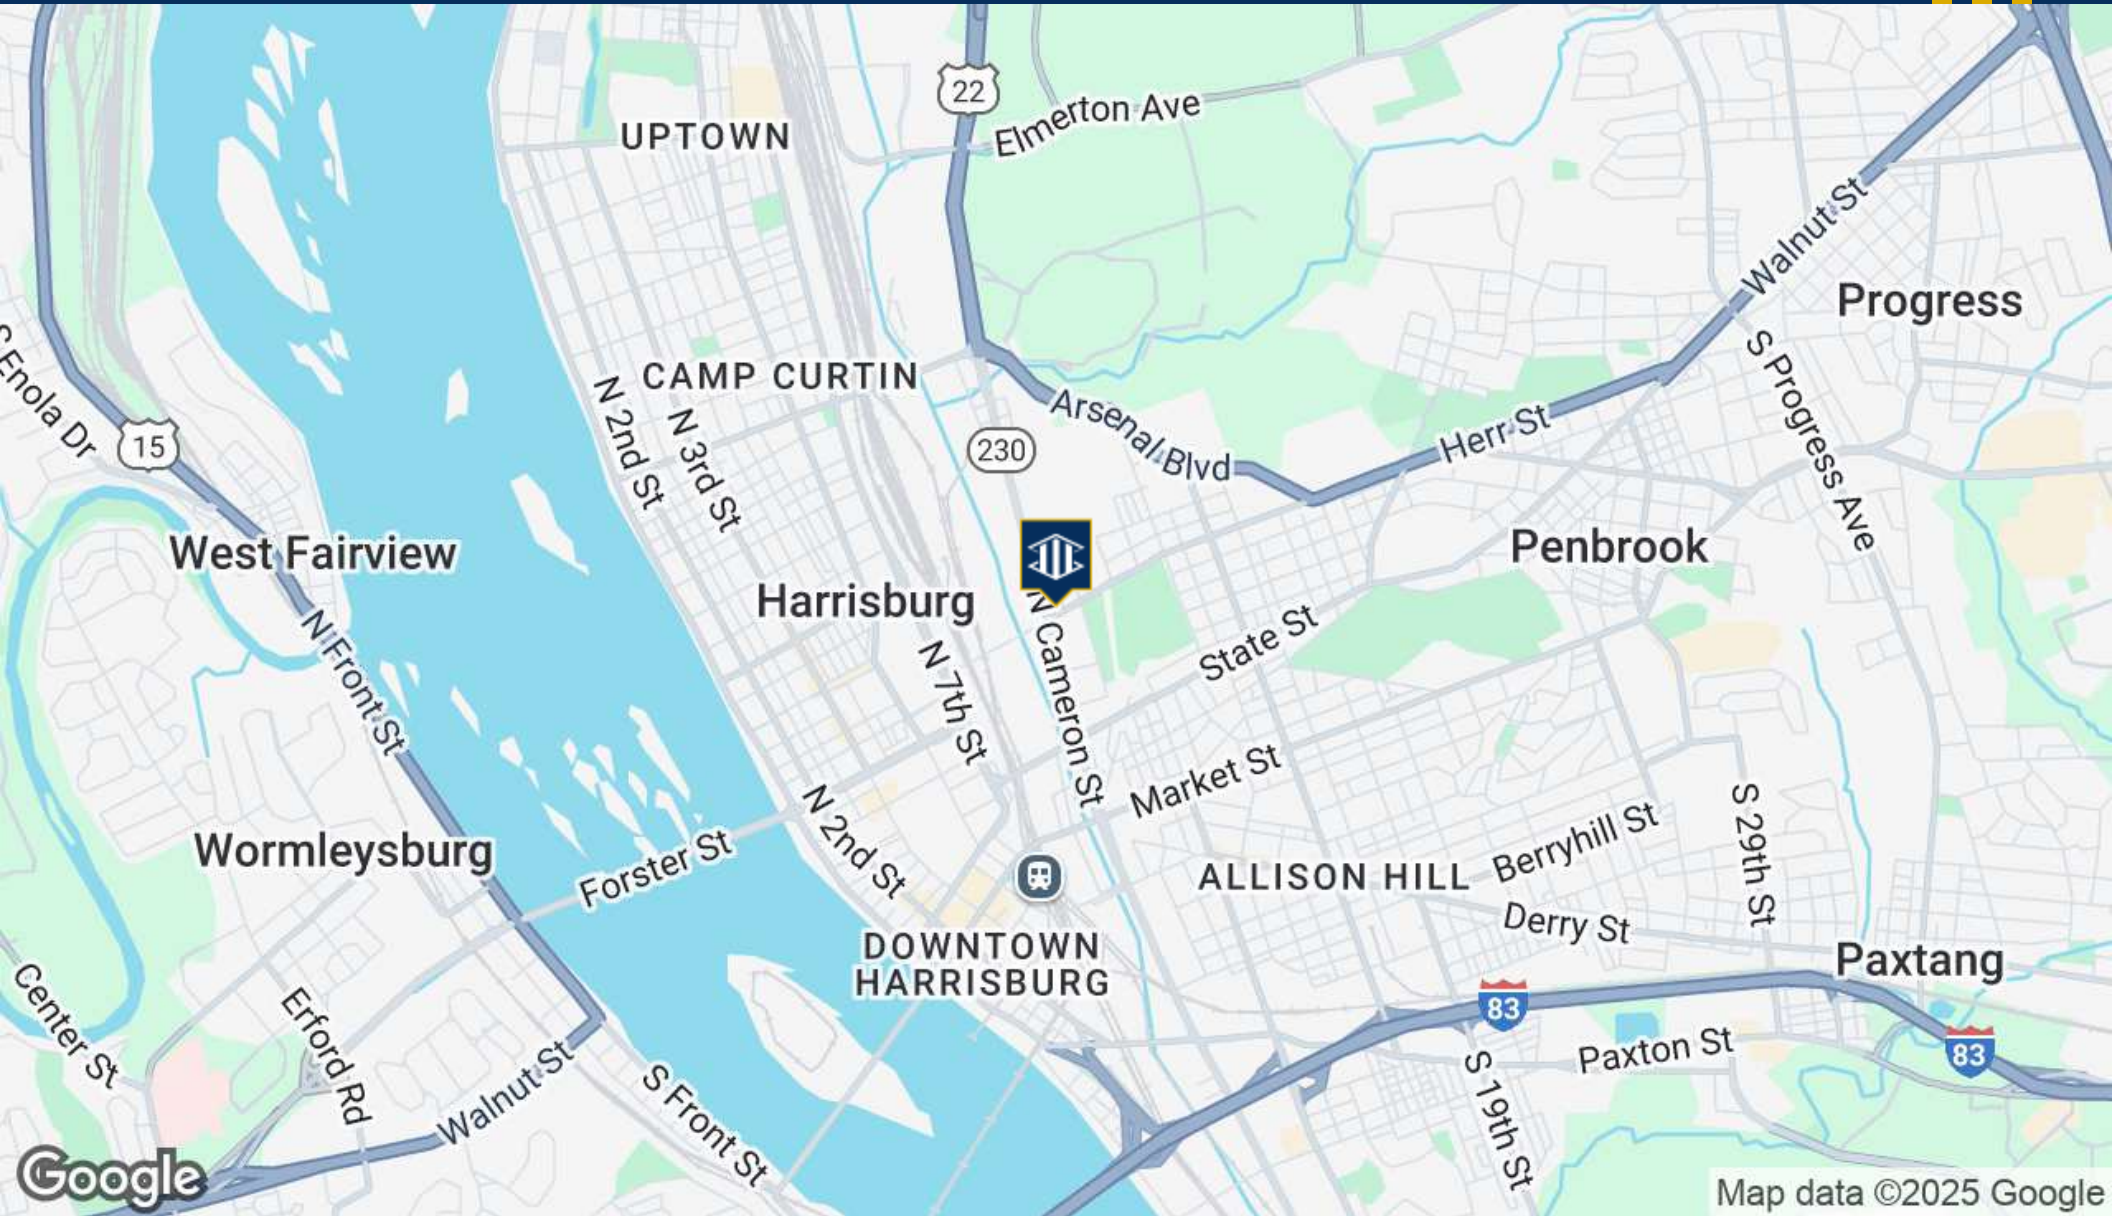 22
Elmerton Ave
UPTOWN
Walnut St
Progress
S Enola Dr
15
CAMP CURTIN
N 2nd St
N 3rd St
230
Arsenal Blvd
Herr St
S Progress Ave
West Fairview
Harrisburg
Penbrook
N Front St
N 7th St
N Cameron St
State St
Market St
Wormleysburg
Forster St
N 2nd St
ALLISON HILL
Berryhill St
S 29th St
Derry St
DOWNTOWN
HARRISBURG
Paxtang
Center St
Erford Rd
Walnut St
S Front St
83
Paxton St
83
S 19th St
Google
Map data ©2025 Google